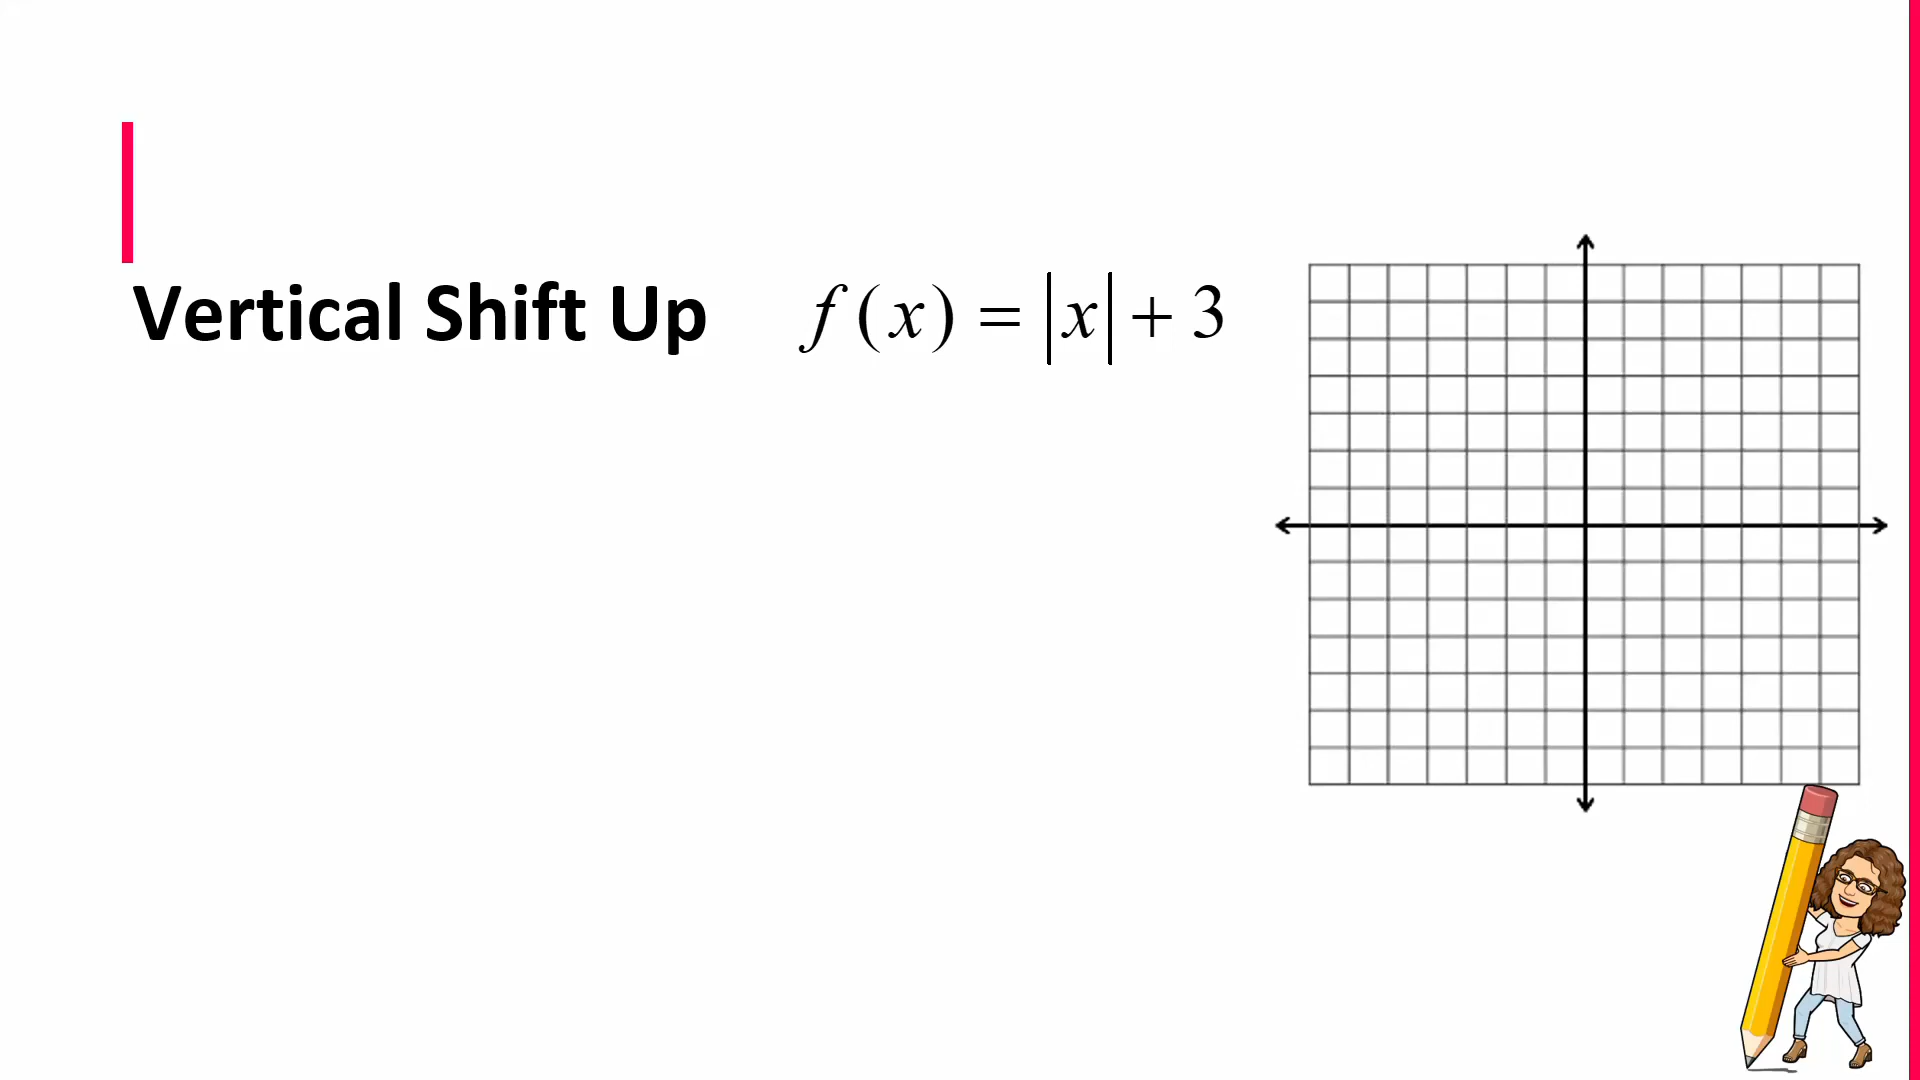 Vertical Shift Up f(x) = |x| + 3